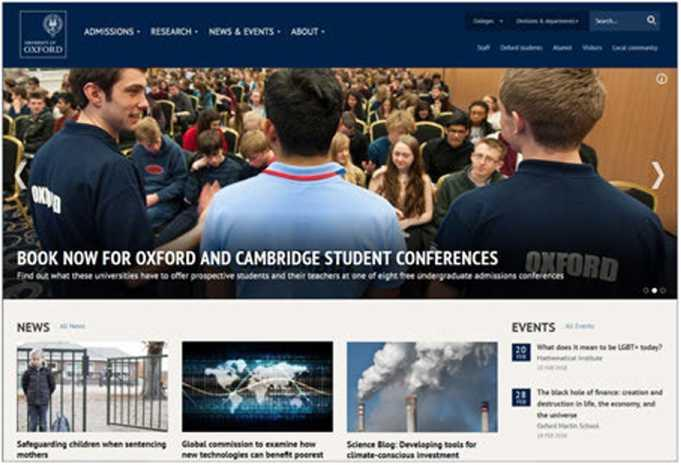 UNIVERSITY OF
OXFORD
ADMISSIONS
RESEARCH
NEWS & EVENTS
ABOUT
Colleges
Divisions & departments
Search...
Staff
Oxford students
Alumni
Visitors
Local community
OXFORD
OXFORD
BOOK NOW FOR OXFORD AND CAMBRIDGE STUDENT CONFERENCES
Find out what these universities have to offer prospective students and their teachers at one of eight free undergraduate admissions conferences
NEWS
All News
Safeguarding children when sentencing
mothers
Global commission to examine how
new technologies can benefit poorest
Science Blog: Developing tools for
climate-conscious investment
EVENTS
All Events
20
FEB
What does it mean to be LGBT+ today?
Mathematical Institute
20 FEB 2018
28
FEB
The black hole of finance: creation and
destruction in life, the economy, and
the universe
Oxford Martin School
FEB 2018